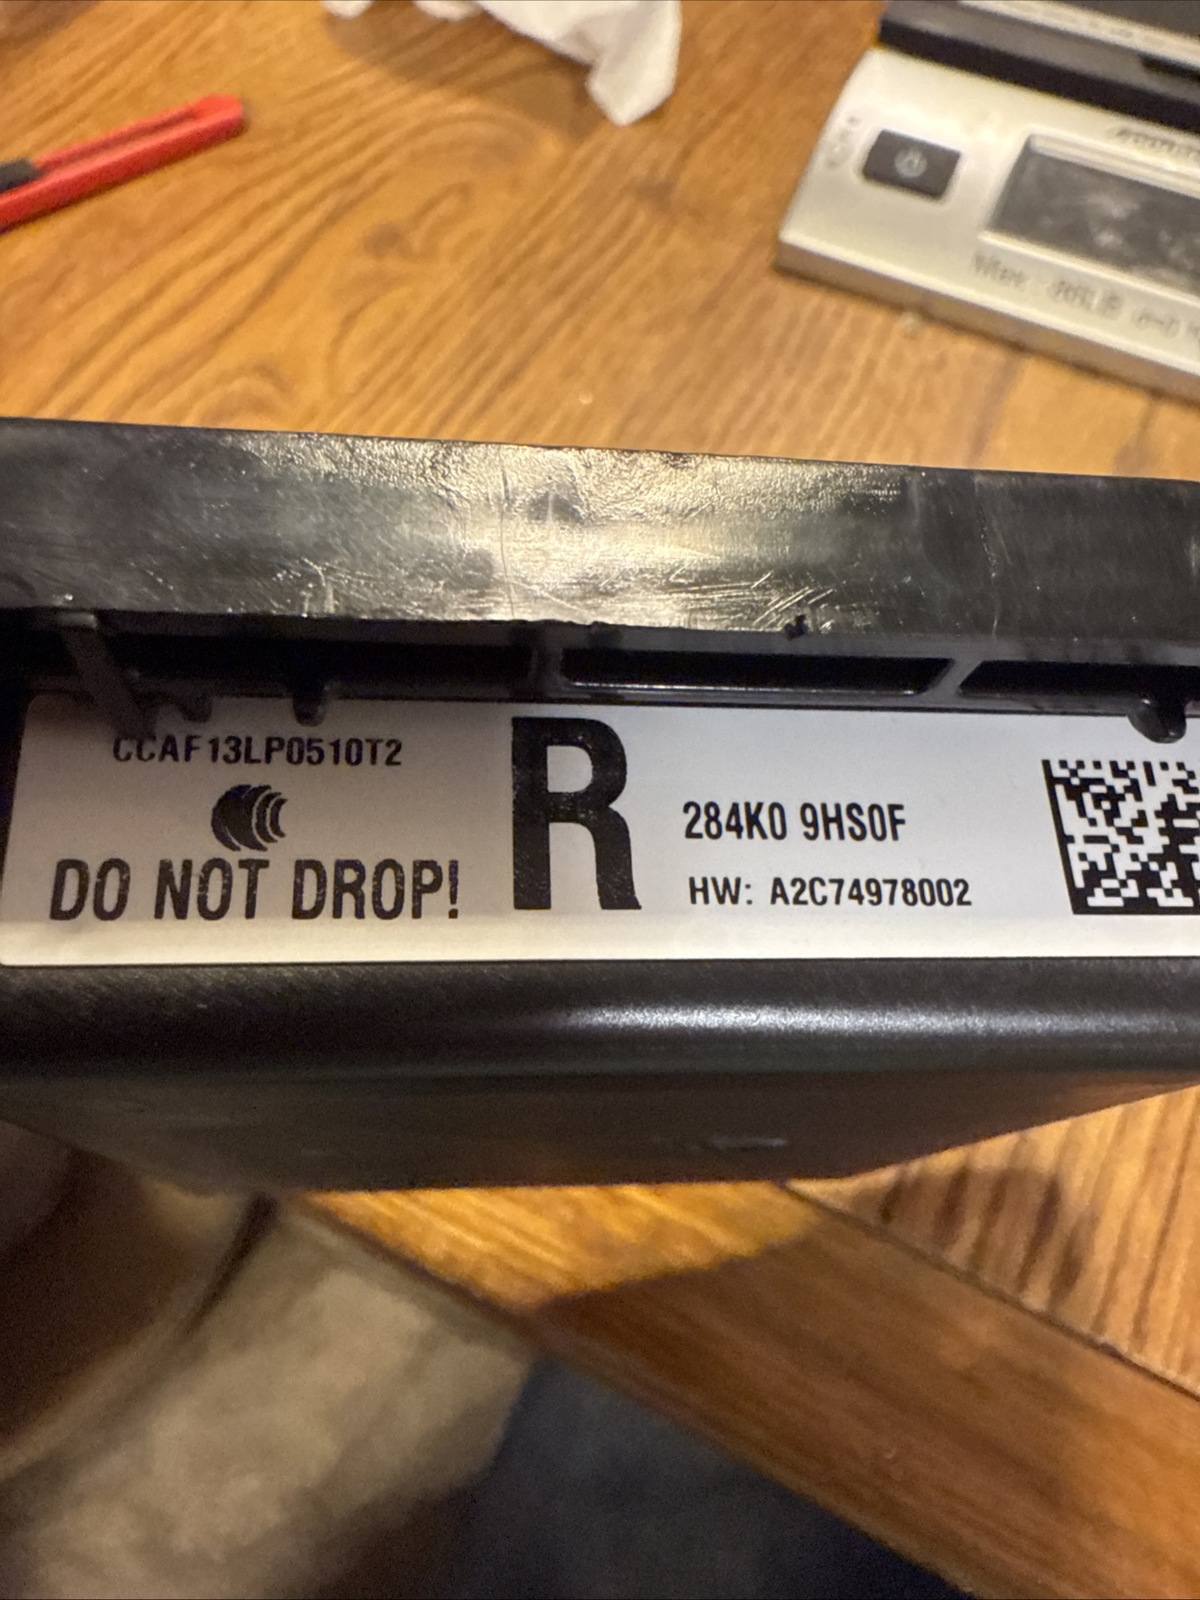 CCAF13LP0510T2
DO NOT DROP!
R
284K0 9HS0F
HW: A2C74978002